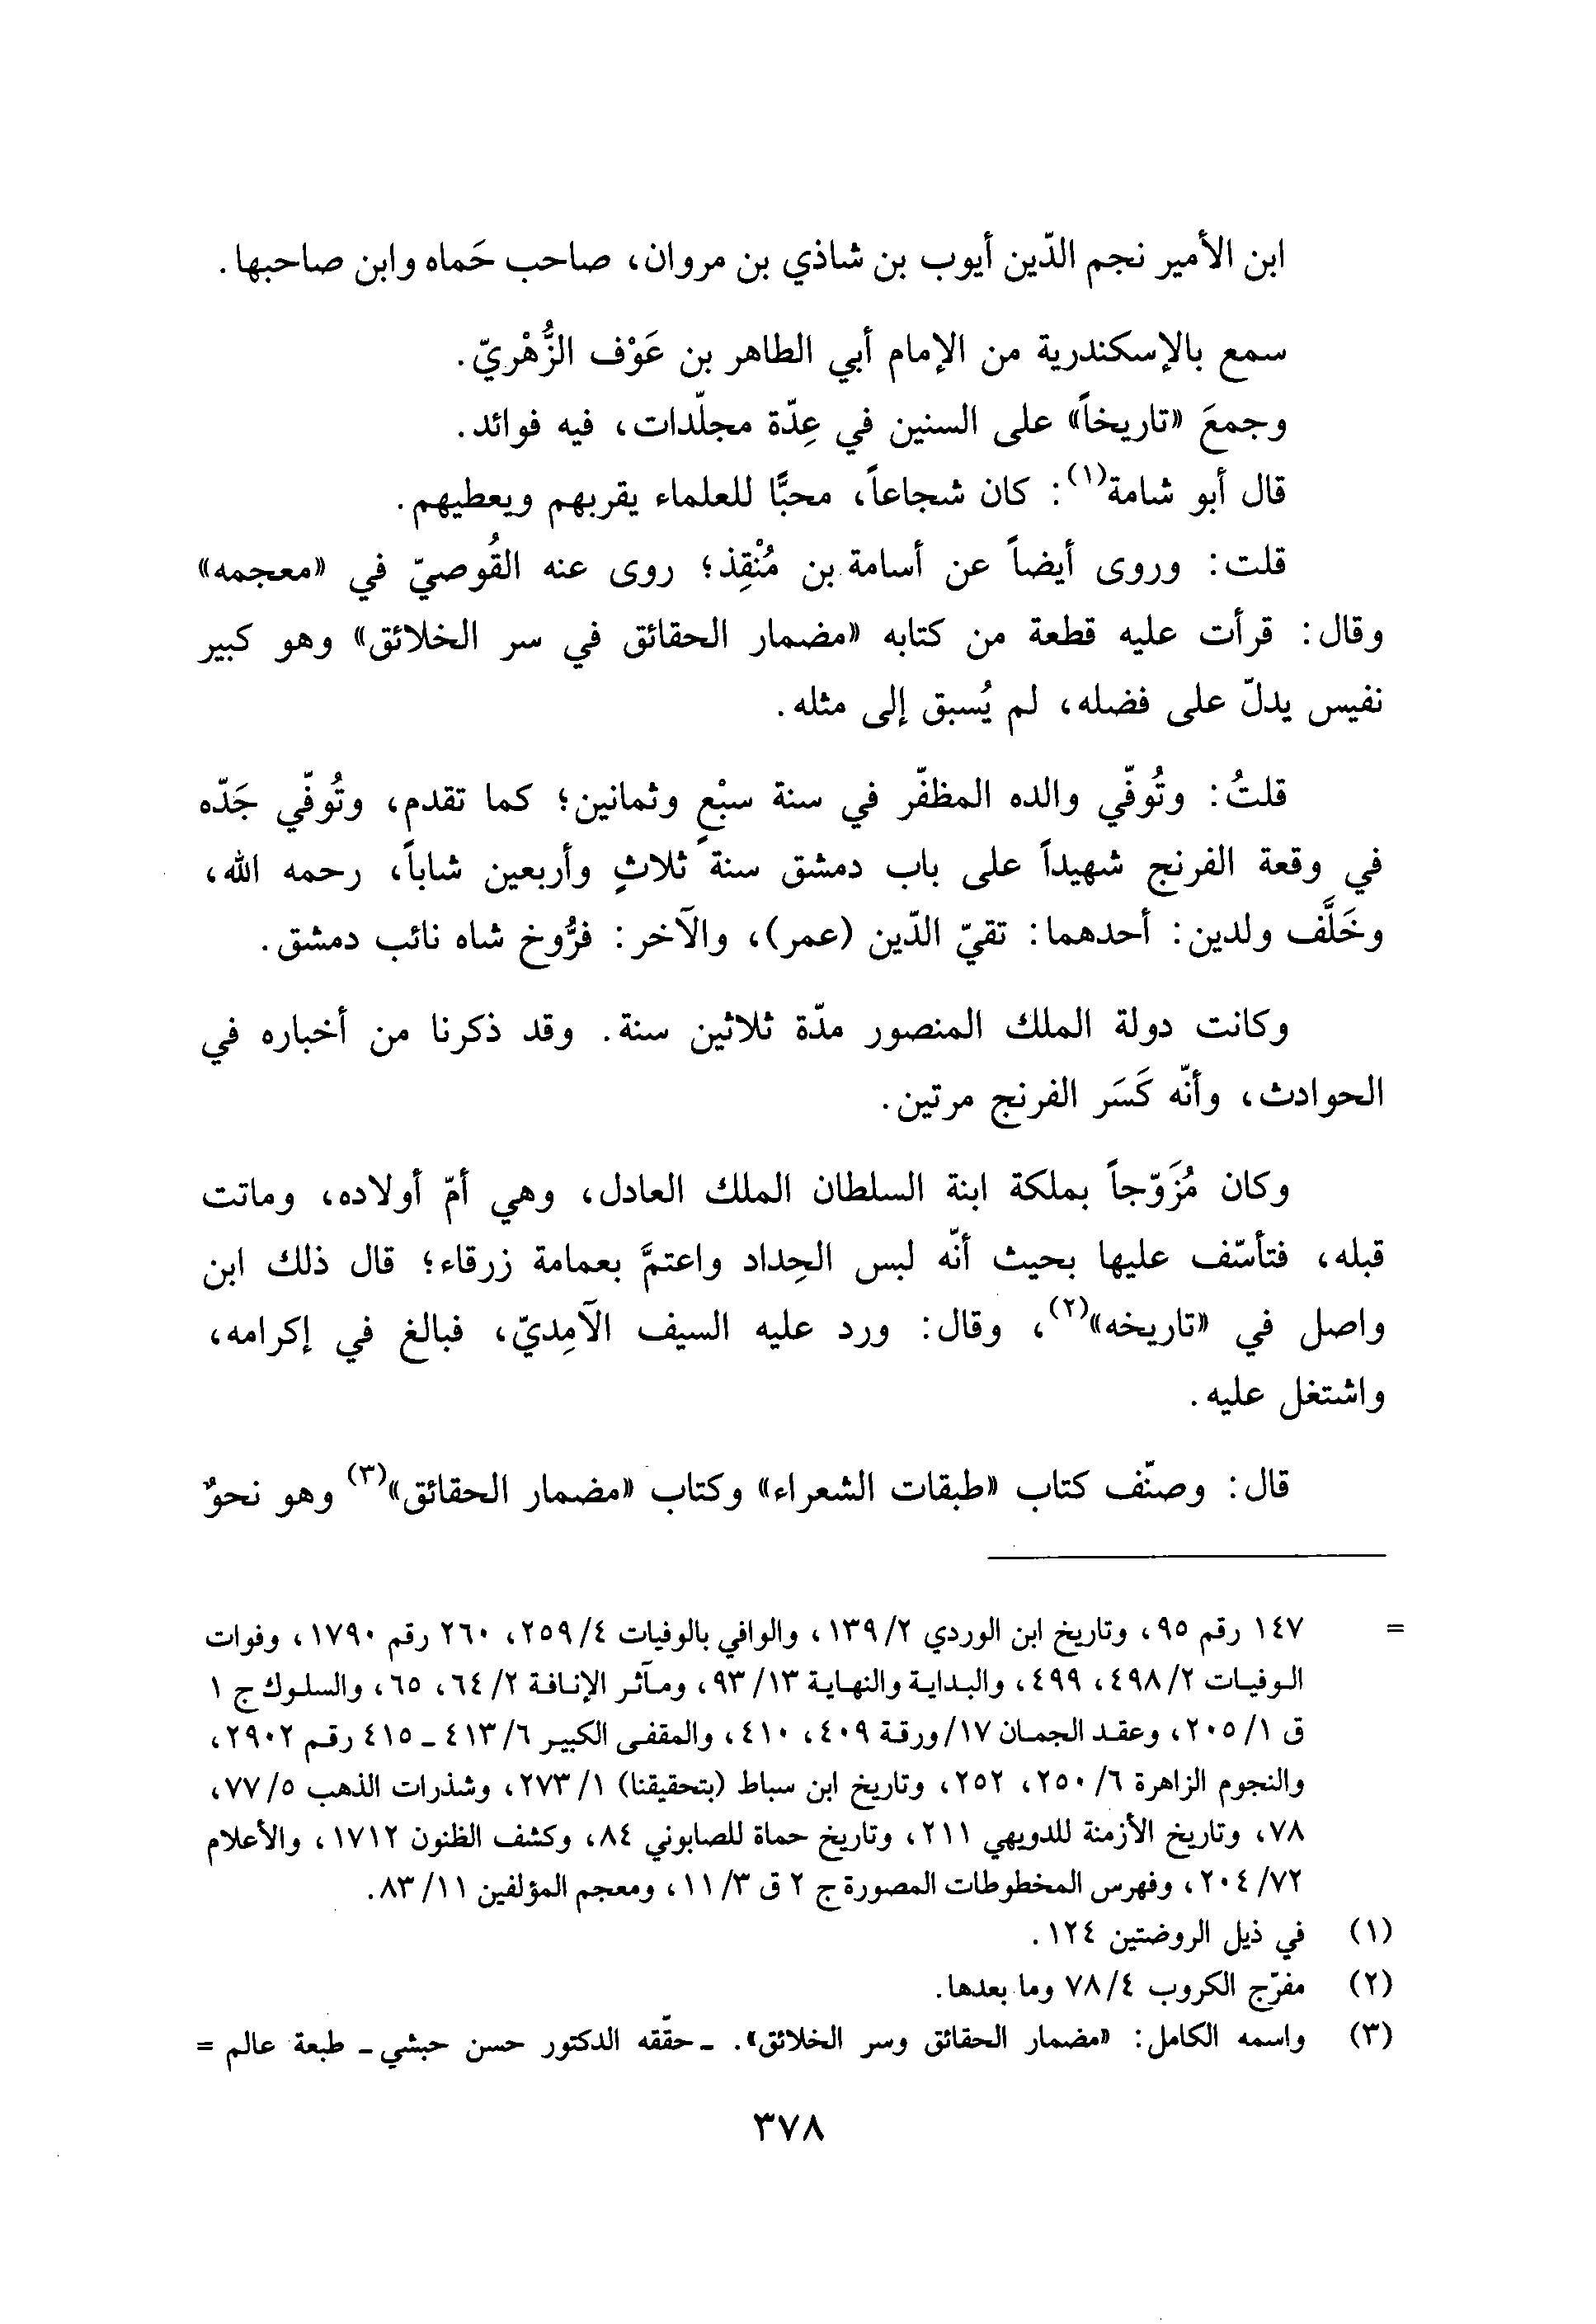 ابن الأمير نجم الدّين أيوب بن شاذي بن مروان، صاحب حَماه وابن صاحبها.
سمع بالإسكندرية من الإمام أبي الطاهر بن عَوْف الزُّهْريّ.
وجمعَ «تاريخاً» على السنين في عِدّة مجلّدات، فيه فوائد.
قال أبو شامة(١): كان شجاعاً، محبًّا للعلماء يقربهم ويعطيهم.
قلت: وروى أيضاً عن أسامة بن مُنْقِذ؛ روى عنه القُوصيّ في «معجمه»
وقال: قرأت عليه قطعة من كتابه «مضمار الحقائق في سر الخلائق» وهو كبير
نفيس يدلّ على فضله، لم يُسبق إلى مثله.
قلتُ: وتُوفّي والده المظفّر في سنة سبْعٍ وثمانين؛ كما تقدم، وتُوفّي جَدّه
في وقعة الفرنج شهيداً على باب دمشق سنة ثلاثٍ وأربعين شاباً، رحمه الله،
وخَلَّف ولدين: أحدهما: تقيّ الدّين (عمر)، والآخر: فرُّوخ شاه نائب دمشق.
وكانت دولة الملك المنصور مدّة ثلاثين سنة. وقد ذكرنا من أخباره في
الحوادث، وأنّه كَسَر الفرنج مرتين.
وكان مُزَوّجاً بملكة ابنة السلطان الملك العادل، وهي أمّ أولاده، وماتت
قبله، فتأسّف عليها بحيث أنّه لبس الحِداد واعتمَّ بعمامة زرقاء؛ قال ذلك ابن
واصل في «تاريخه»(٢)، وقال: ورد عليه السيف الآمِديّ، فبالغ في إكرامه،
واشتغل عليه.
قال: وصنّف كتاب «طبقات الشعراء» وكتاب «مضمار الحقائق»(٣) وهو نحوٌ
= ١٤٧ رقم ٩٥، وتاريخ ابن الوردي ٢/ ١٣٩، والوافي بالوفيات ٤/ ٢٥٩، ٢٦٠ رقم ١٧٩٠، وفوات
الوفيات ٢/ ٤٩٨، ٤٩٩، والبداية والنهاية ١٣/ ٩٣، ومآثر الإنافة ٢/ ٦٤، ٦٥، والسلوك ج ١
ق ١/ ٢٠٥، وعقد الجمان ١٧/ ورقة ٤٠٩، ٤١٠، والمقفى الكبير ٦/ ٤١٣ ـ ٤١٥ رقم ٢٩٠٢،
والنجوم الزاهرة ٦/ ٢٥٠، ٢٥٢، وتاريخ ابن سباط (بتحقيقنا) ١/ ٢٧٣، وشذرات الذهب ٥/ ٧٧،
٧٨، وتاريخ الأزمنة للدويهي ٢١١، وتاريخ حماة للصابوني ٨٤، وكشف الظنون ١٧١٢، والأعلام
٧٢/ ٢٠٤، وفهرس المخطوطات المصورة ج ٢ ق ٣/ ١١، ومعجم المؤلفين ١١/ ٨٣.
(١) في ذيل الروضتين ١٢٤.
(٢) مفرّج الكروب ٤/ ٧٨ وما بعدها.
(٣) واسمه الكامل: «مضمار الحقائق وسر الخلائق». ـ حقّقه الدكتور حسن حبشي ـ طبعة عالم =
٣٧٨